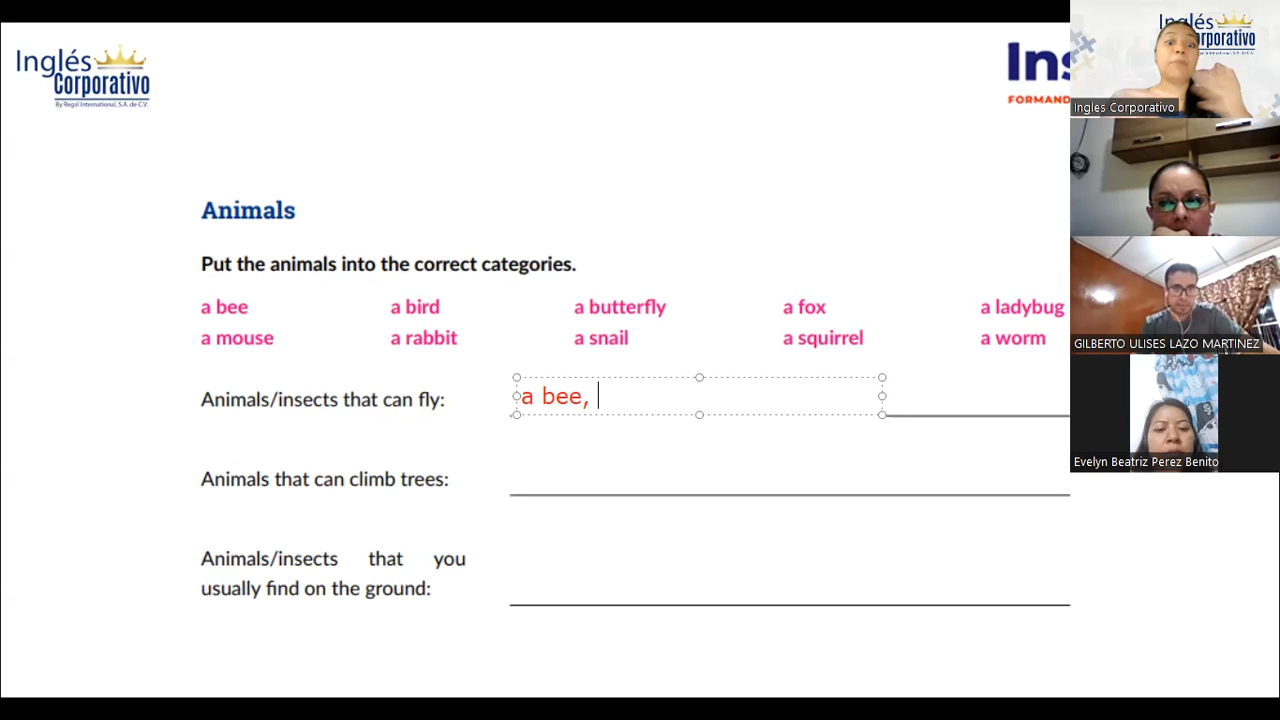 Inglés
Corporativo
By Regal International, S.A. de C.V.
Ins
FORMAND
Inglés
Corporativo
Ingles Corporativo
Animals
Put the animals into the correct categories.
a bee a bird a butterfly a fox a ladybug
a mouse a rabbit a snail a squirrel a worm
GILBERTO ULISES LAZO MARTINEZ
Animals/insects that can fly: a bee,
Evelyn Beatriz Perez Benito
Animals that can climb trees:
Animals/insects that you
usually find on the ground: